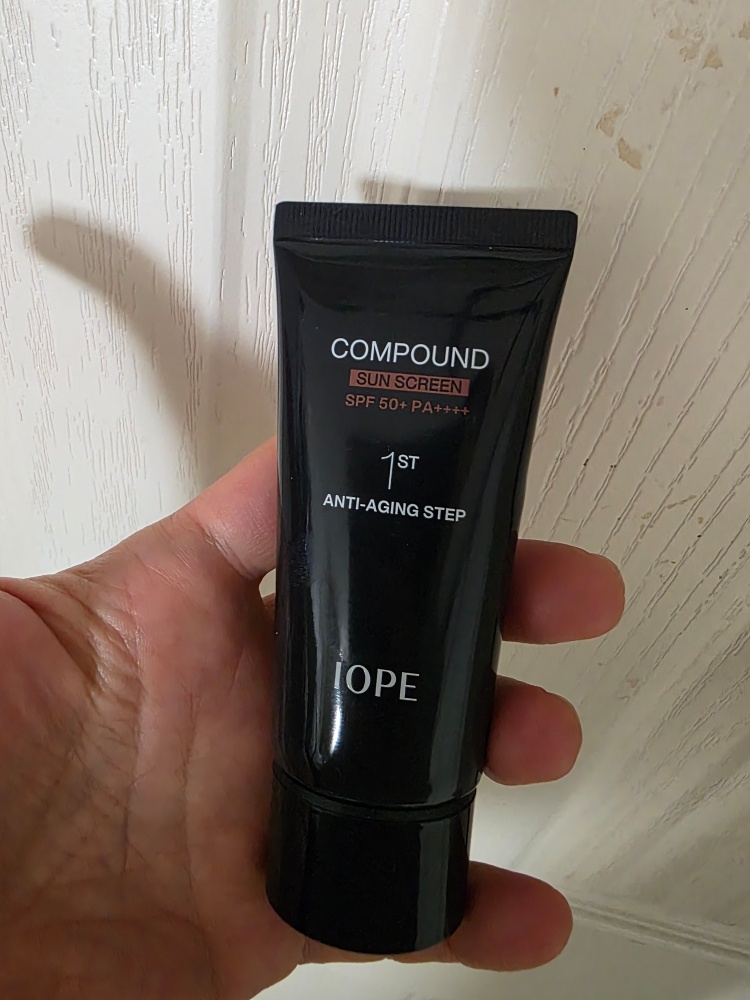 COMPOUND
SUN SCREEN
SPF 50+ PA++++
1ST
ANTI-AGING STEP
IOPE